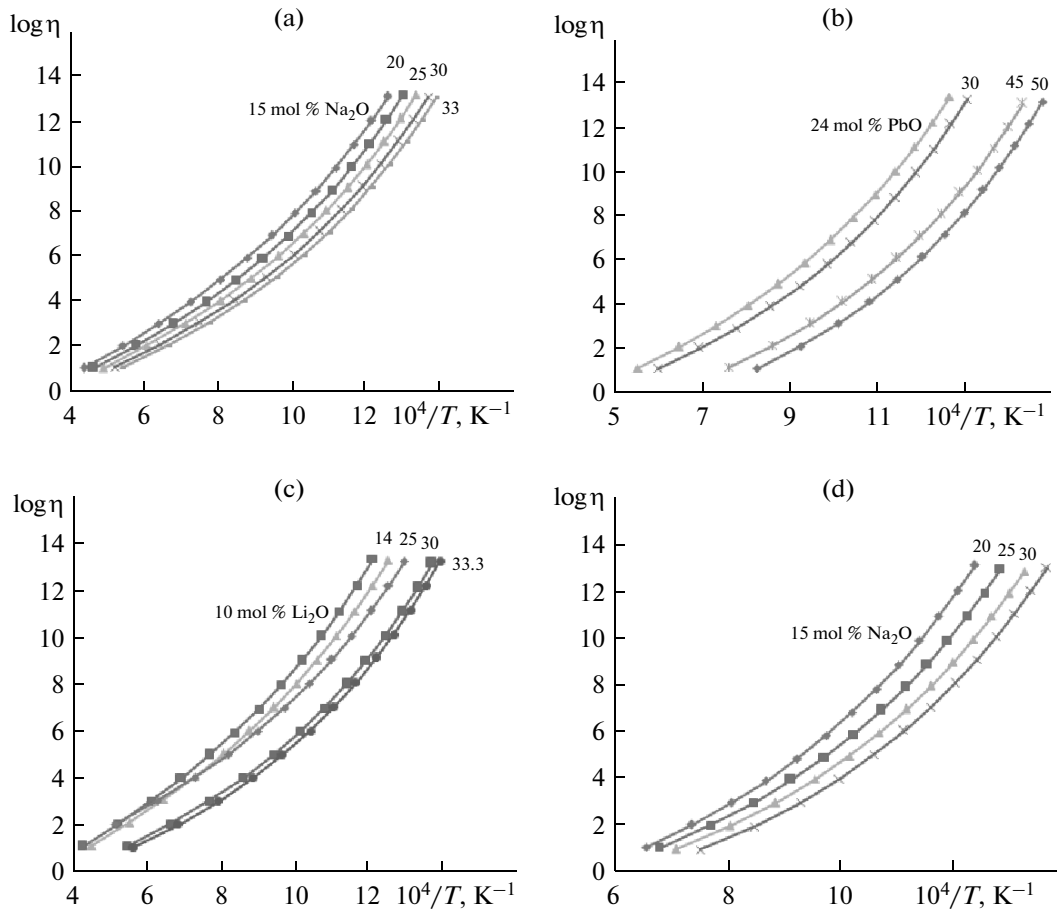 (a)
log η
20
25 30
33
15 mol % Na₂O
14
12
10
8
6
4
2
0
4 6 8 10 12 10⁴/T, K⁻¹
(b)
log η
30
45
50
24 mol % PbO
14
12
10
8
6
4
2
0
5 7 9 11 10⁴/T, K⁻¹
(c)
log η
14 25 30
33.3
10 mol % Li₂O
14
12
10
8
6
4
2
0
4 6 8 10 12 10⁴/T, K⁻¹
(d)
log η
20 25 30
15 mol % Na₂O
14
12
10
8
6
4
2
0
6 8 10 10⁴/T, K⁻¹